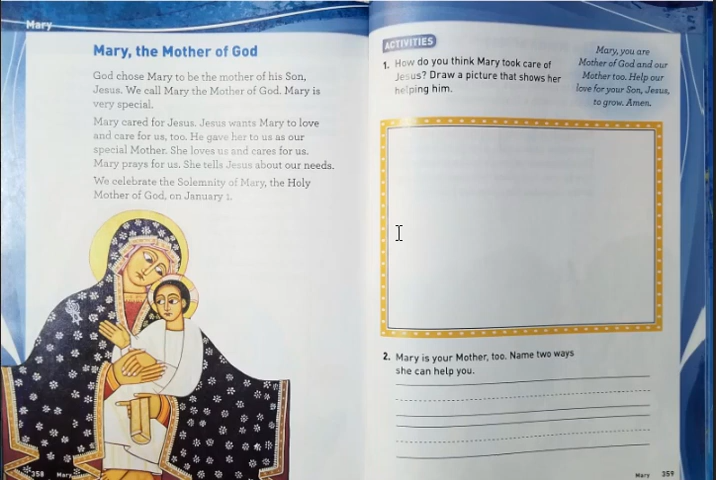 Mary
Mary, the Mother of God
God chose Mary to be the mother of his Son,
Jesus. We call Mary the Mother of God. Mary is
very special.
Mary cared for Jesus. Jesus wants Mary to love
and care for us, too. He gave her to us as our
special Mother. She loves us and cares for us.
Mary prays for us. She tells Jesus about our needs.
We celebrate the Solemnity of Mary, the Holy
Mother of God, on January 1.
358 Mary
ACTIVITIES
1. How do you think Mary took care of
Jesus? Draw a picture that shows her
helping him.
Mary, you are
Mother of God and our
Mother too. Help our
love for your Son, Jesus,
to grow. Amen.
2. Mary is your Mother, too. Name two ways
she can help you.
Mary 359